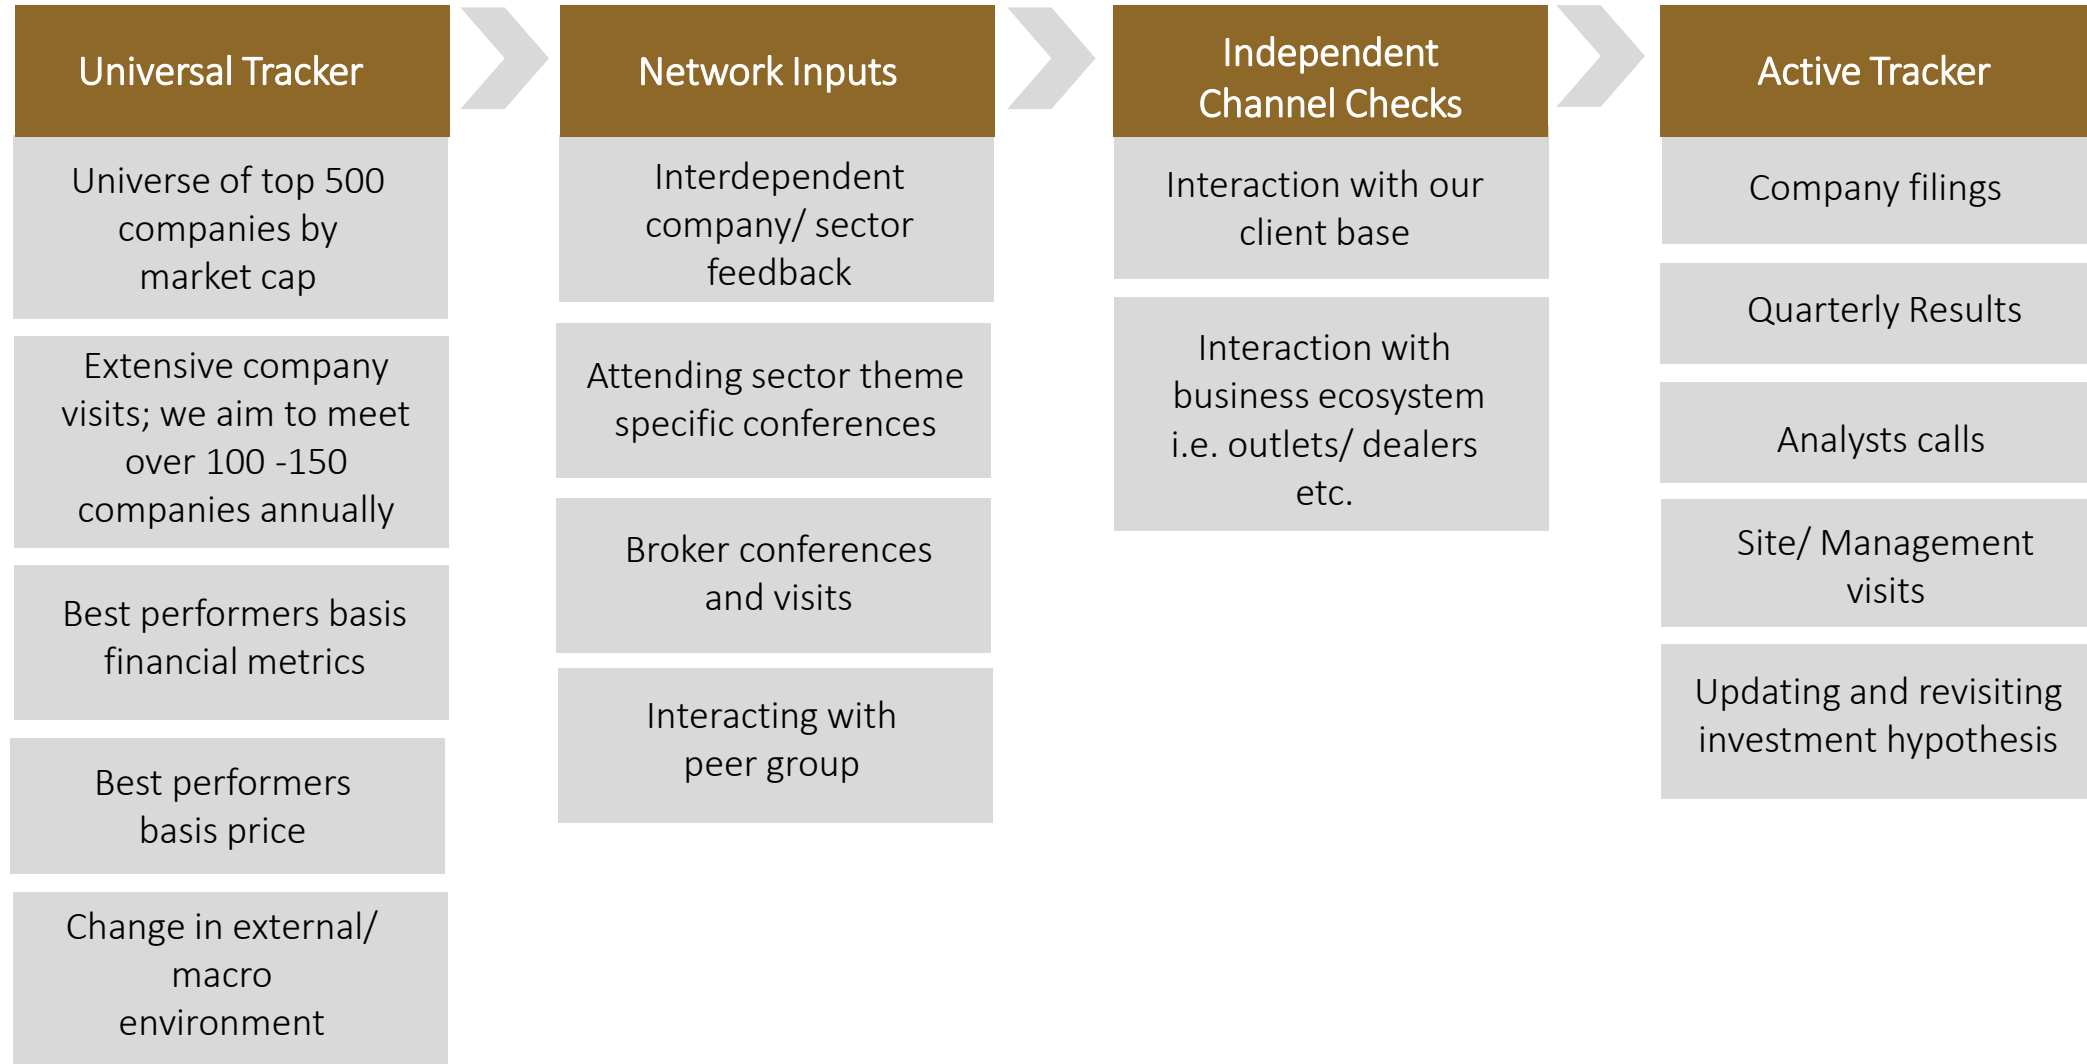 Universal Tracker
Universe of top 500
companies by
market cap
Extensive company
visits; we aim to meet
over 100 -150
companies annually
Best performers basis
financial metrics
Best performers
basis price
Change in external/
macro
environment
Network Inputs
Interdependent
company/ sector
feedback
Attending sector theme
specific conferences
Broker conferences
and visits
Interacting with
peer group
Independent
Channel Checks
Interaction with our
client base
Interaction with
business ecosystem
i.e. outlets/ dealers
etc.
Active Tracker
Company filings
Quarterly Results
Analysts calls
Site/ Management
visits
Updating and revisiting
investment hypothesis